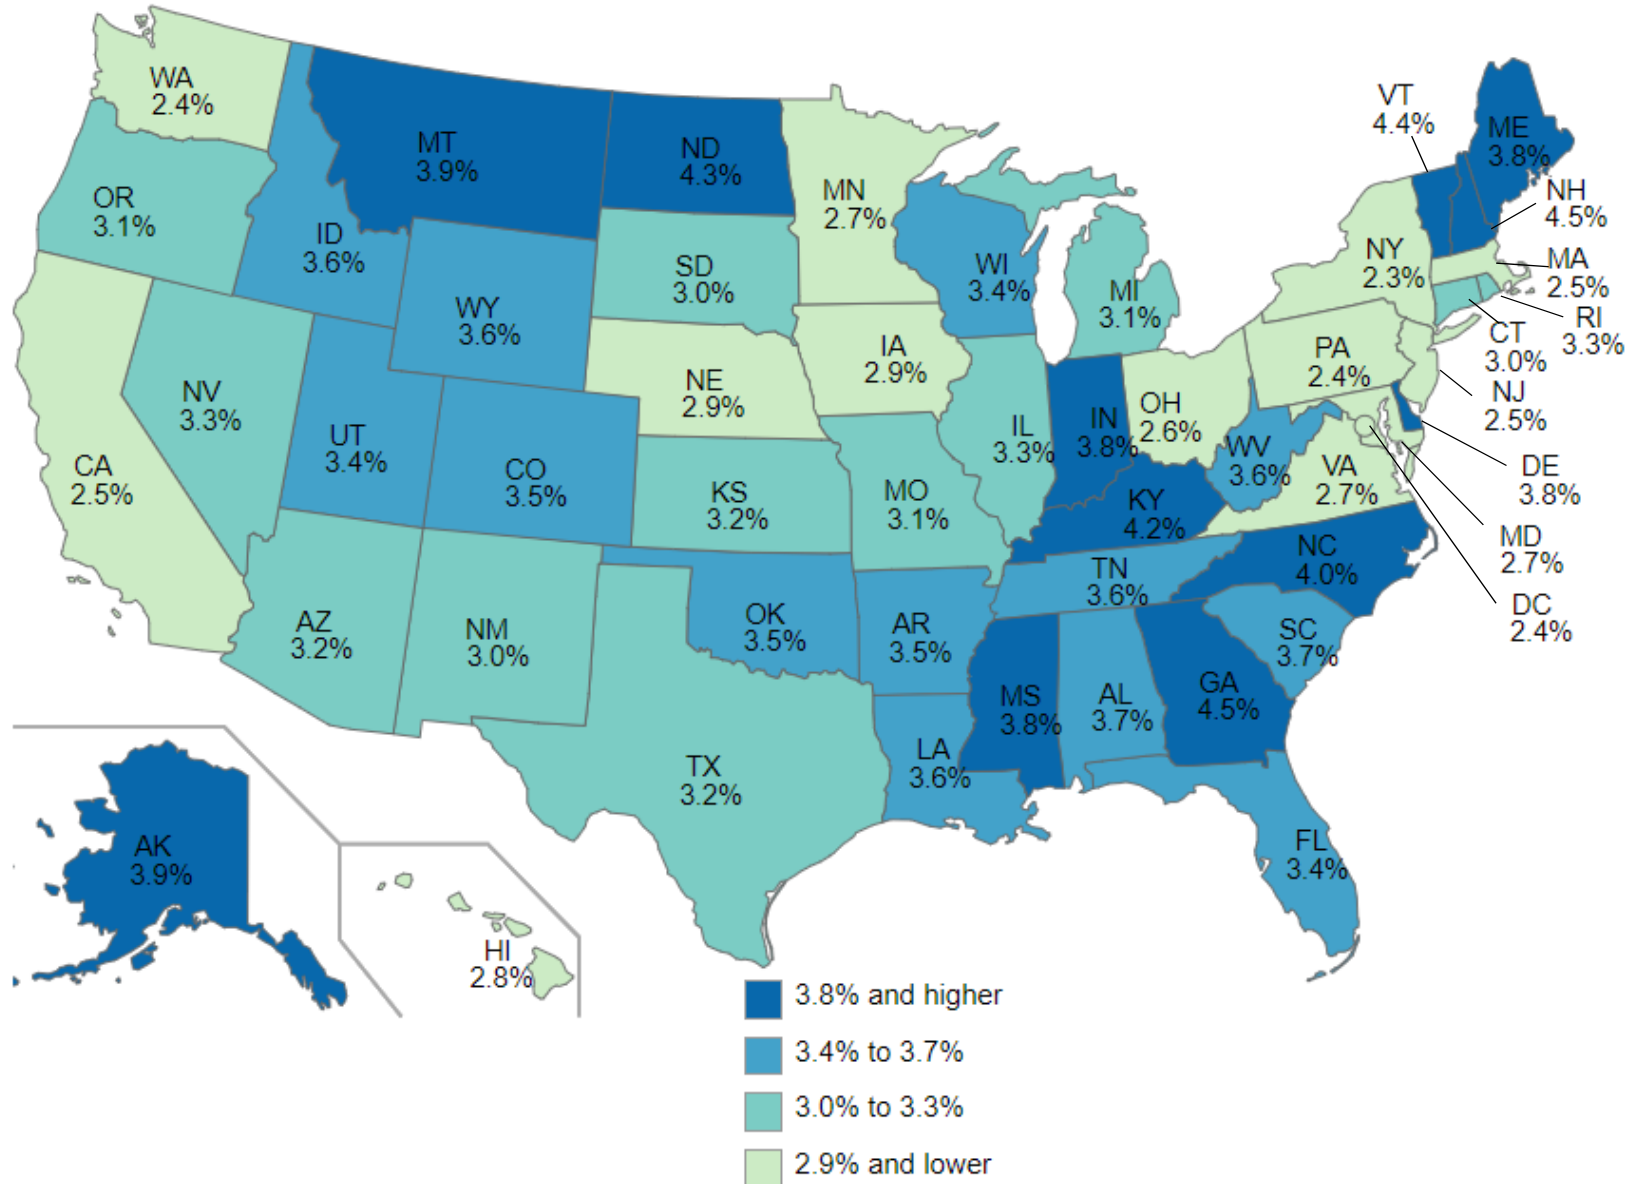 WA
2.4%
MT
3.9%
ND
4.3%
MN
2.7%
OR
3.1%
ID
3.6%
WY
3.6%
SD
3.0%
WI
3.4%
MI
3.1%
VT
4.4%
ME
3.8%
NH
4.5%
NY
2.3%
MA
2.5%
RI
3.3%
CT
3.0%
NJ
2.5%
PA
2.4%
DE
3.8%
MD
2.7%
DC
2.4%
CA
2.5%
NV
3.3%
UT
3.4%
CO
3.5%
NE
2.9%
IA
2.9%
KS
3.2%
MO
3.1%
IL
3.3%
IN
3.8%
OH
2.6%
WV
3.6%
VA
2.7%
KY
4.2%
NC
4.0%
TN
3.6%
SC
3.7%
AZ
3.2%
NM
3.0%
OK
3.5%
AR
3.5%
TX
3.2%
LA
3.6%
MS
3.8%
AL
3.7%
GA
4.5%
FL
3.4%
AK
3.9%
HI
2.8%
3.8% and higher
3.4% to 3.7%
3.0% to 3.3%
2.9% and lower